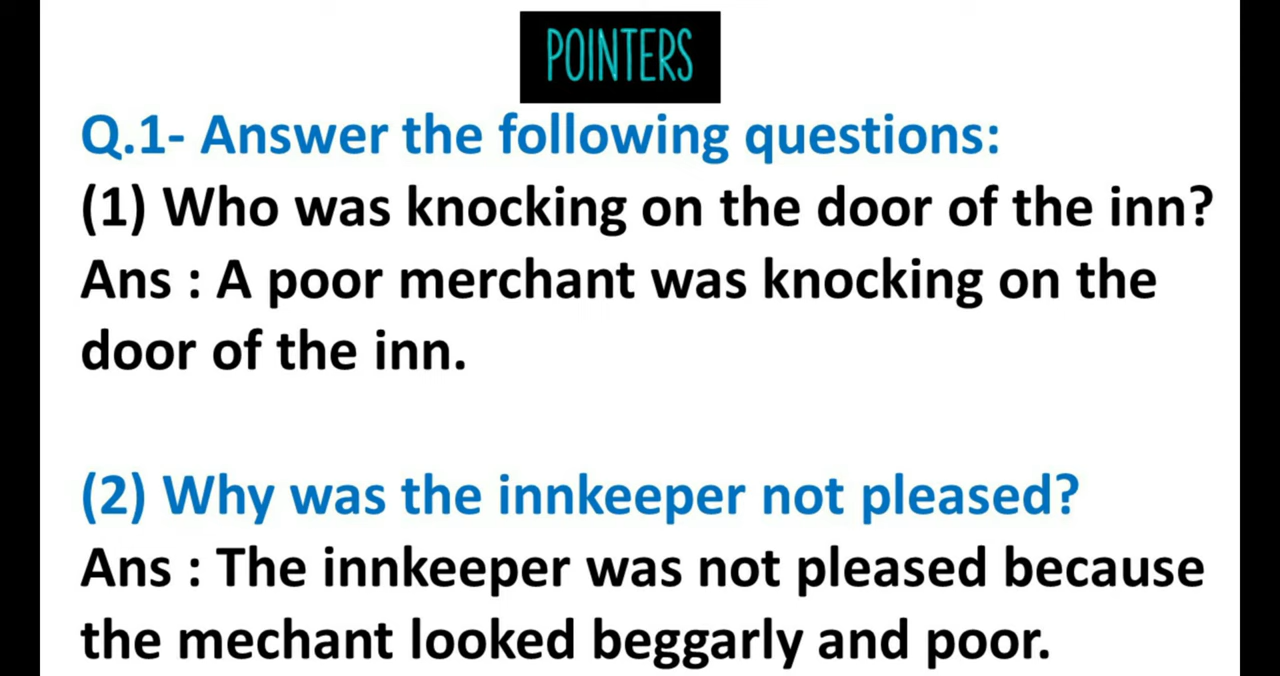 POINTERS
Q.1- Answer the following questions:
(1) Who was knocking on the door of the inn?
Ans : A poor merchant was knocking on the
door of the inn.
(2) Why was the innkeeper not pleased?
Ans : The innkeeper was not pleased because
the mechant looked beggarly and poor.